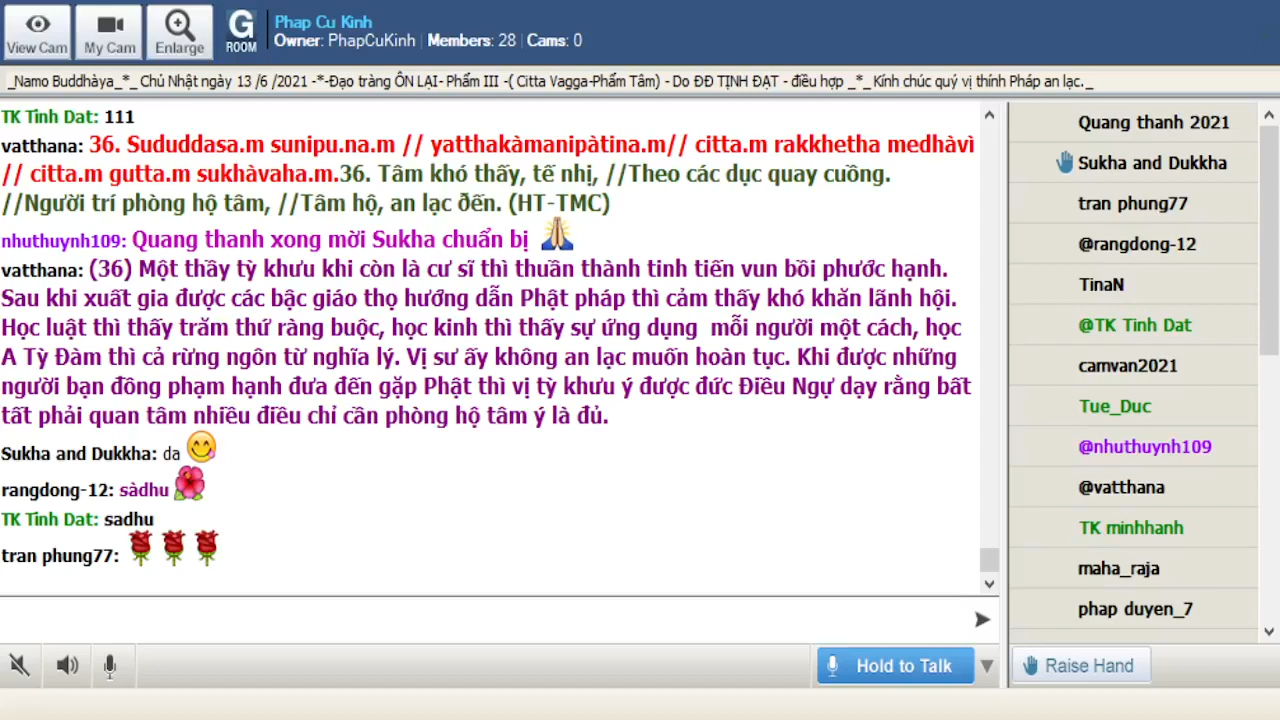 View Cam
My Cam
Enlarge
G
ROOM
Phap Cu Kinh
Owner: PhapCuKinh | Members: 28 | Cams: 0
_Namo Buddhàya_*_ Chủ Nhật ngày 13 /6 /2021 -*-Đạo tràng ÔN LẠI- Phẩm III -( Citta Vagga-Phẩm Tâm) - Do ĐĐ TỊNH ĐẠT - điều hợp _*_ Kính chúc quý vị thính Pháp an lạc._
TK Tinh Dat: 111
vatthana: 36. Sududdasa.m sunipu.na.m // yatthakàmanipàtina.m// citta.m rakkhetha medhàvì
// citta.m gutta.m sukhàvaha.m.36. Tâm khó thấy, tế nhị, //Theo các dục quay cuồng.
//Người trí phòng hộ tâm, //Tâm hộ, an lạc ðến. (HT-TMC)
nhuthuynh109: Quang thanh xong mời Sukha chuẩn bị
vatthana: (36) Một thầy tỳ khưu khi còn là cư sĩ thì thuần thành tinh tiến vun bồi phước hạnh.
Sau khi xuất gia được các bậc giáo thọ hướng dẫn Phật pháp thì cảm thấy khó khăn lãnh hội.
Học luật thì thấy trăm thứ ràng buộc, học kinh thì thấy sự ứng dụng mỗi người một cách, học
A Tỳ Đàm thì cả rừng ngôn từ nghĩa lý. Vị sư ấy không an lạc muốn hoàn tục. Khi được những
người bạn đồng phạm hạnh đưa đến gặp Phật thì vị tỳ khưu ý được đức Điều Ngự dạy rằng bất
tất phải quan tâm nhiều điều chỉ cần phòng hộ tâm ý là đủ.
Sukha and Dukkha: da
rangdong-12: sàdhu
TK Tinh Dat: sadhu
tran phung77:
Hold to Talk
Quang thanh 2021
Sukha and Dukkha
tran phung77
@rangdong-12
TinaN
@TK Tinh Dat
camvan2021
Tue_Duc
@nhuthuynh109
@vatthana
TK minhhanh
maha_raja
phap duyen_7
Raise Hand